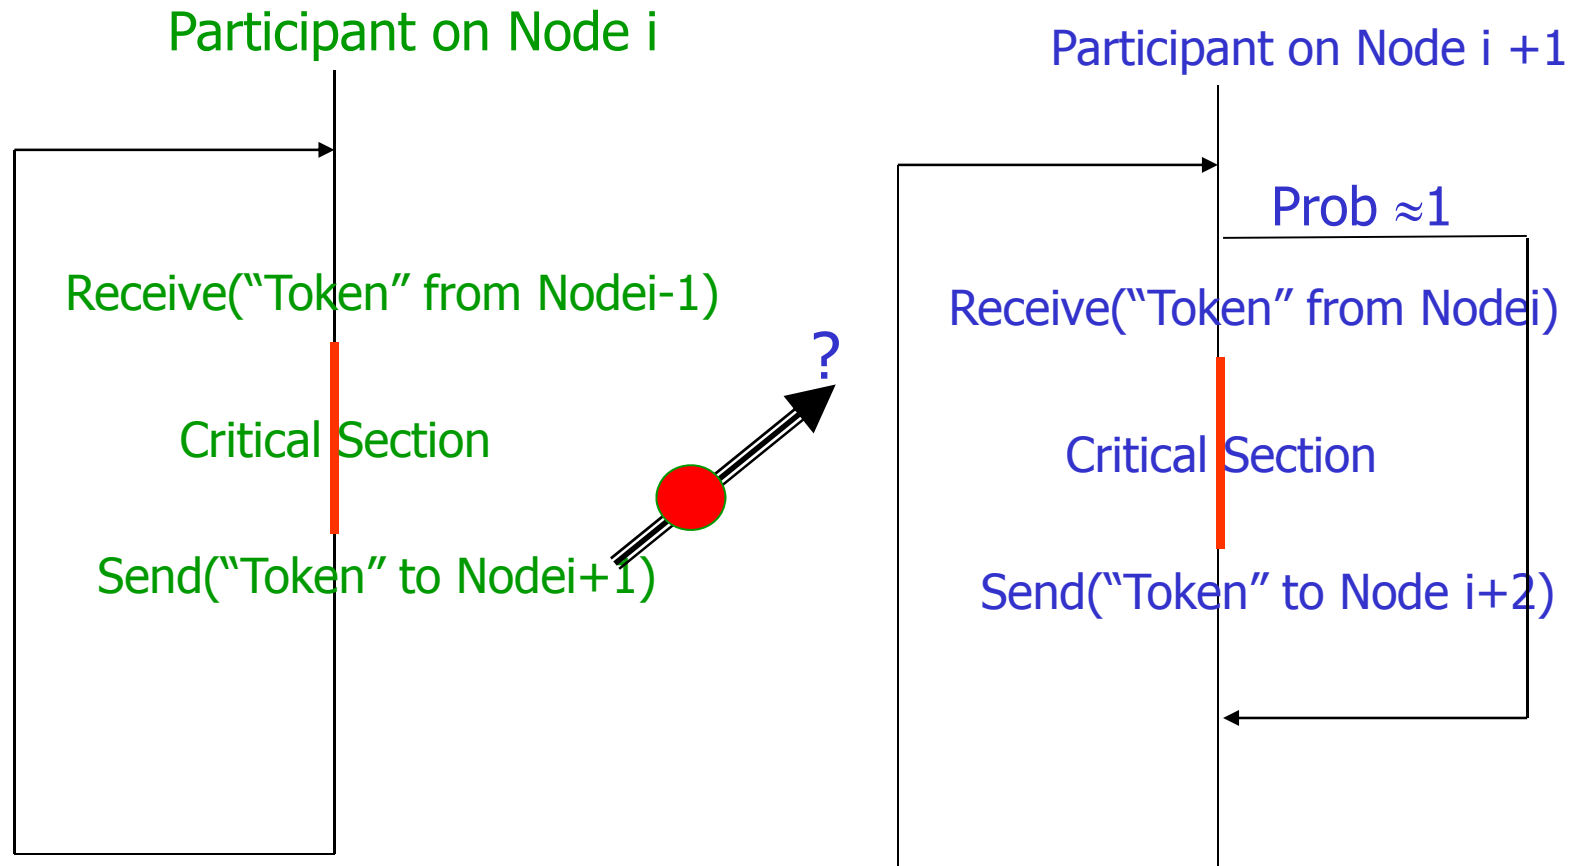 Participant on Node i
Receive(“Token” from Nodei-1)
Critical Section
Send(“Token” to Nodei+1)
?
Participant on Node i +1
Prob ≈1
Receive(“Token” from Nodei)
Critical Section
Send(“Token” to Node i+2)